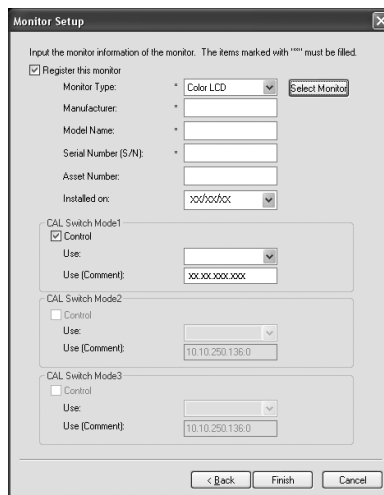 Monitor Setup
Input the monitor information of the monitor. The items marked with "*" must be filled.
Register this monitor
Monitor Type: * Color LCD Select Monitor
Manufacturer: *
Model Name: *
Serial Number (S/N): *
Asset Number:
Installed on: xx/xx/xx
CAL Switch Mode1
Control
Use:
Use (Comment): xx.xx.xxx.xxx
CAL Switch Mode2
Control
Use:
Use (Comment): 10.10.250.136:0
CAL Switch Mode3
Control
Use:
Use (Comment): 10.10.250.136:0
< Back Finish Cancel